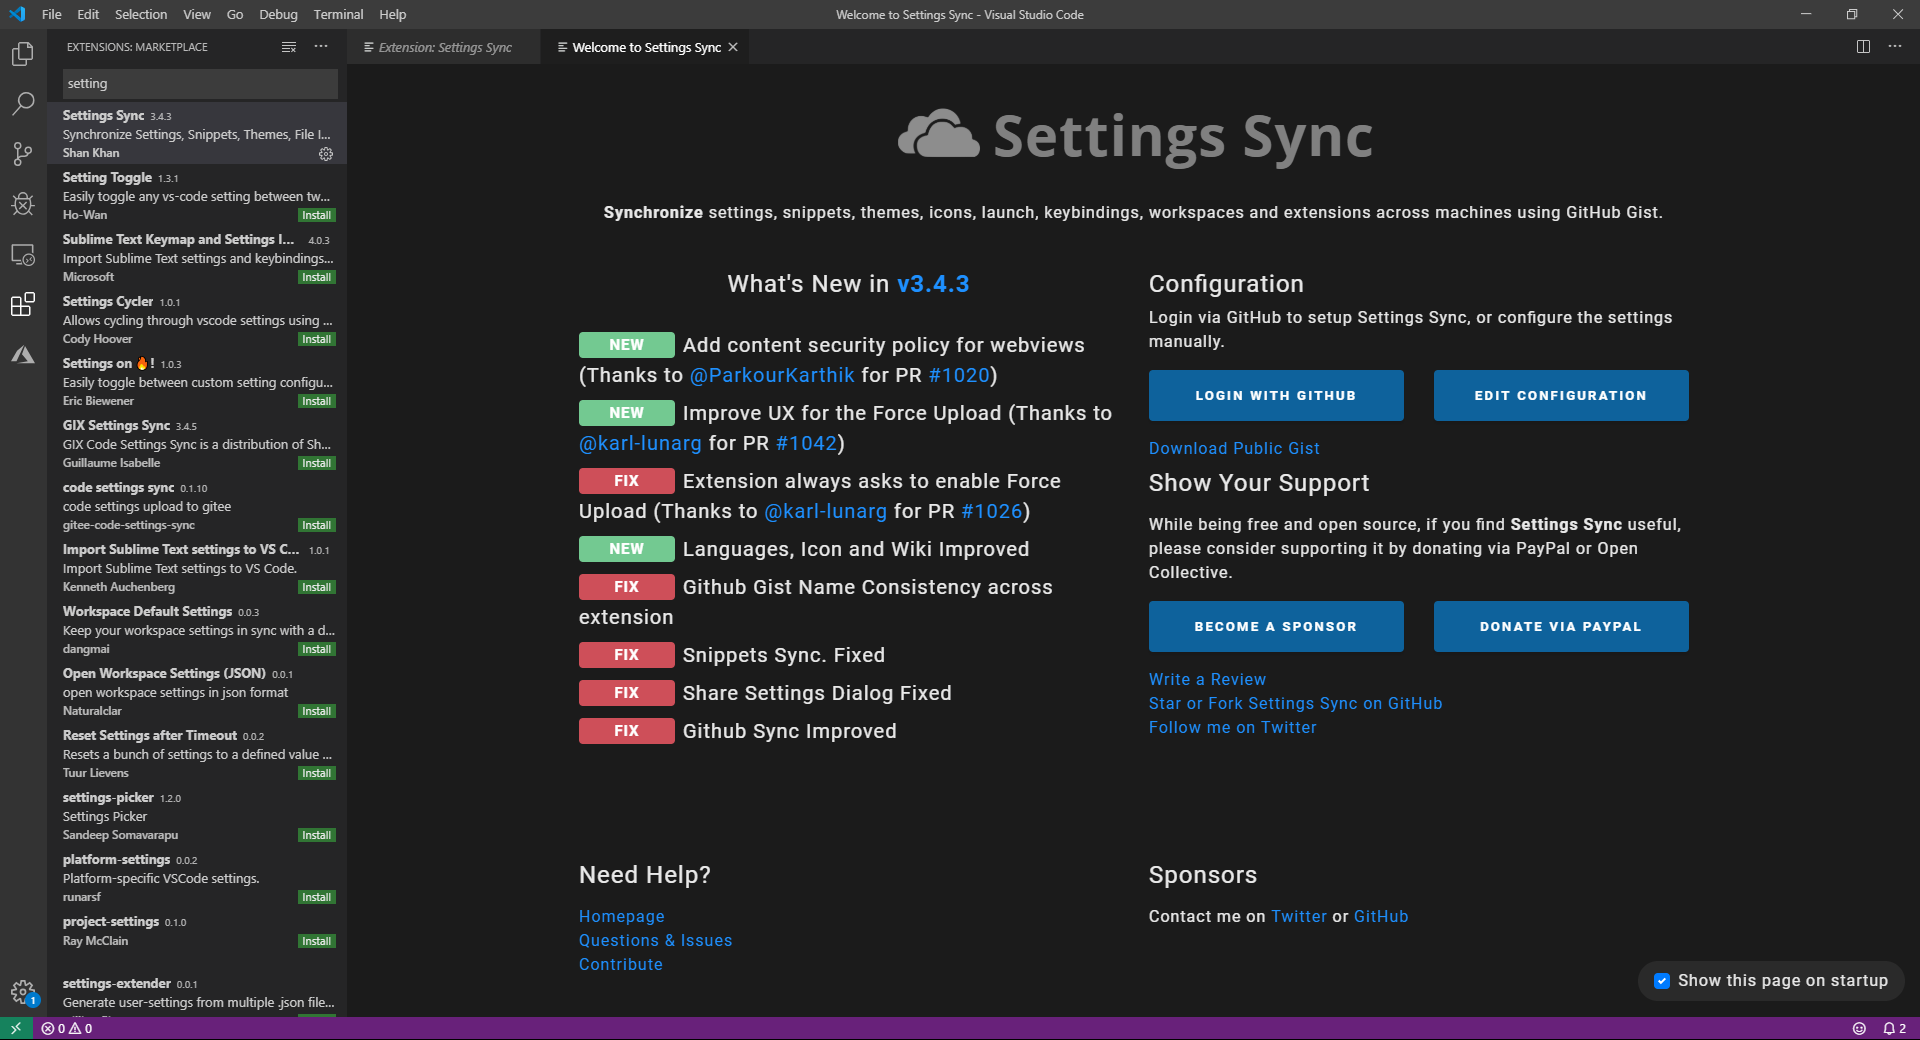 File Edit Selection View Go Debug Terminal Help
Welcome to Settings Sync - Visual Studio Code
EXTENSIONS: MARKETPLACE
setting
Settings Sync 3.4.3
Synchronize Settings, Snippets, Themes, File I...
Shan Khan
Setting Toggle 1.3.1
Easily toggle any vs-code setting between tw...
Ho-Wan Install
Sublime Text Keymap and Settings I... 4.0.3
Import Sublime Text settings and keybindings...
Microsoft Install
Settings Cycler 1.0.1
Allows cycling through vscode settings using ...
Cody Hoover Install
Settings on 🔥! 1.0.3
Easily toggle between custom setting configu...
Eric Biewener Install
GIX Settings Sync 3.4.5
GIX Code Settings Sync is a distribution of Sh...
Guillaume Isabelle Install
code settings sync 0.1.10
code settings upload to gitee
gitee-code-settings-sync Install
Import Sublime Text settings to VS C... 1.0.1
Import Sublime Text settings to VS Code.
Kenneth Auchenberg Install
Workspace Default Settings 0.0.3
Keep your workspace settings in sync with a d...
dangmai Install
Open Workspace Settings (JSON) 0.0.1
open workspace settings in json format
Naturalclar Install
Reset Settings after Timeout 0.0.2
Resets a bunch of settings to a defined value ...
Tuur Lievens Install
settings-picker 1.2.0
Settings Picker
Sandeep Somavarapu Install
platform-settings 0.0.2
Platform-specific VSCode settings.
runarsf Install
project-settings 0.1.0
Ray McClain Install
settings-extender 0.0.1
Generate user-settings from multiple .json file...
Extension: Settings Sync
Welcome to Settings Sync
Settings Sync
Synchronize settings, snippets, themes, icons, launch, keybindings, workspaces and extensions across machines using GitHub Gist.
What's New in v3.4.3
NEW Add content security policy for webviews
(Thanks to @ParkourKarthik for PR #1020)
NEW Improve UX for the Force Upload (Thanks to
@karl-lunarg for PR #1042)
FIX Extension always asks to enable Force
Upload (Thanks to @karl-lunarg for PR #1026)
NEW Languages, Icon and Wiki Improved
FIX Github Gist Name Consistency across
extension
FIX Snippets Sync. Fixed
FIX Share Settings Dialog Fixed
FIX Github Sync Improved
Configuration
Login via GitHub to setup Settings Sync, or configure the settings
manually.
LOGIN WITH GITHUB EDIT CONFIGURATION
Download Public Gist
Show Your Support
While being free and open source, if you find Settings Sync useful,
please consider supporting it by donating via PayPal or Open
Collective.
BECOME A SPONSOR DONATE VIA PAYPAL
Write a Review
Star or Fork Settings Sync on GitHub
Follow me on Twitter
Need Help?
Homepage
Questions & Issues
Contribute
Sponsors
Contact me on Twitter or GitHub
Show this page on startup
1
0 0
2